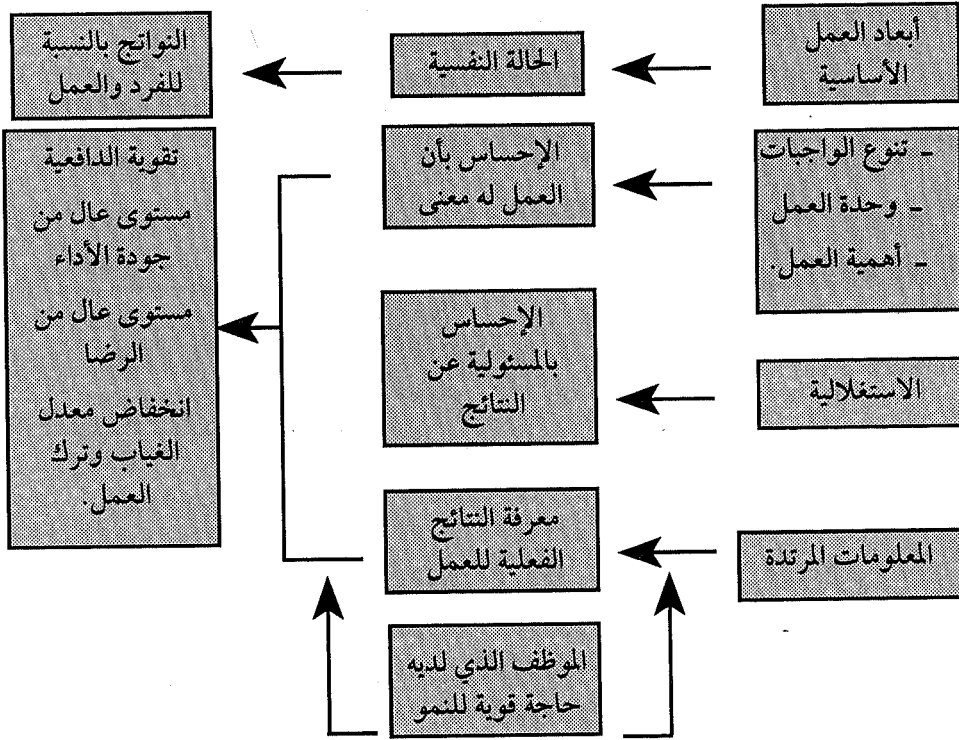 أبعاد العمل
الأساسية
الحالة النفسية
النواتج بالنسبة
للفرد والعمل
- تنوع الواجبات
- وحدة العمل
- أهمية العمل.
الإحساس بأن
العمل له معنى
الاستغلالية
الإحساس
بالمسئولية عن
النتائج
المعلومات المرتدة
معرفة النتائج
الفعلية للعمل
تقوية الدافعية
مستوى عال من
جودة الأداء
مستوى عال من
الرضا
انخفاض معدل
الغياب وترك
العمل.
الموظف الذي لديه
حاجة قوية للنمو